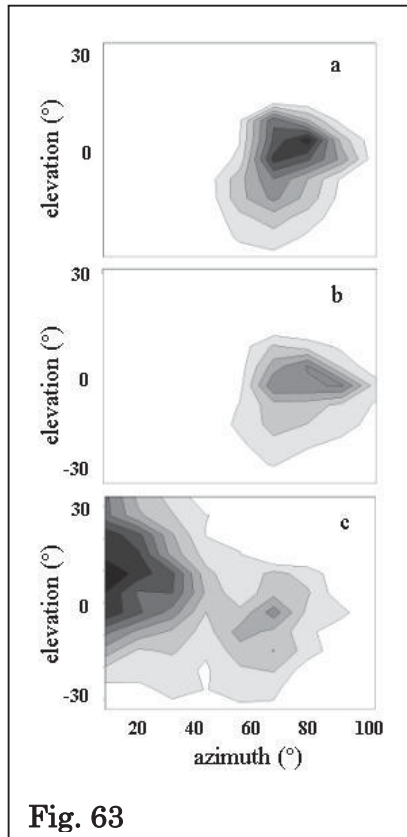 30
a
elevation (°)
0
30
b
elevation (°)
0
-30
30
c
elevation (°)
0
-30
20 40 60 80 100
azimuth (°)
Fig. 63